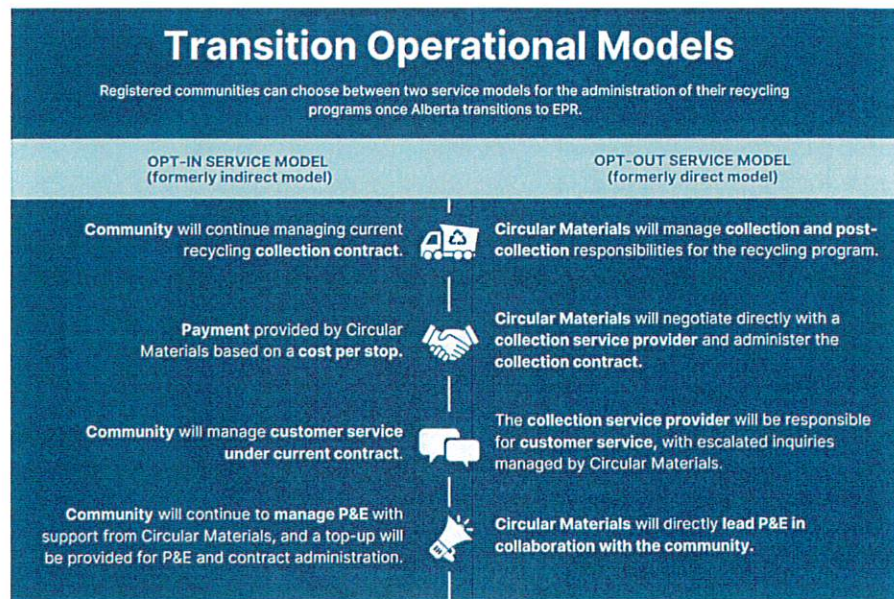 Transition Operational Models
Registered communities can choose between two service models for the administration of their recycling
programs once Alberta transitions to EPR.
OPT-IN SERVICE MODEL
(formerly indirect model)
OPT-OUT SERVICE MODEL
(formerly direct model)
Community will continue managing current
recycling collection contract.
Circular Materials will manage collection and post-
collection responsibilities for the recycling program.
Payment provided by Circular
Materials based on a cost per stop.
Circular Materials will negotiate directly with a
collection service provider and administer the
collection contract.
Community will manage customer service
under current contract.
The collection service provider will be responsible
for customer service, with escalated inquiries
managed by Circular Materials.
Community will continue to manage P&E with
support from Circular Materials, and a top-up will
be provided for P&E and contract administration.
Circular Materials will directly lead P&E in
collaboration with the community.